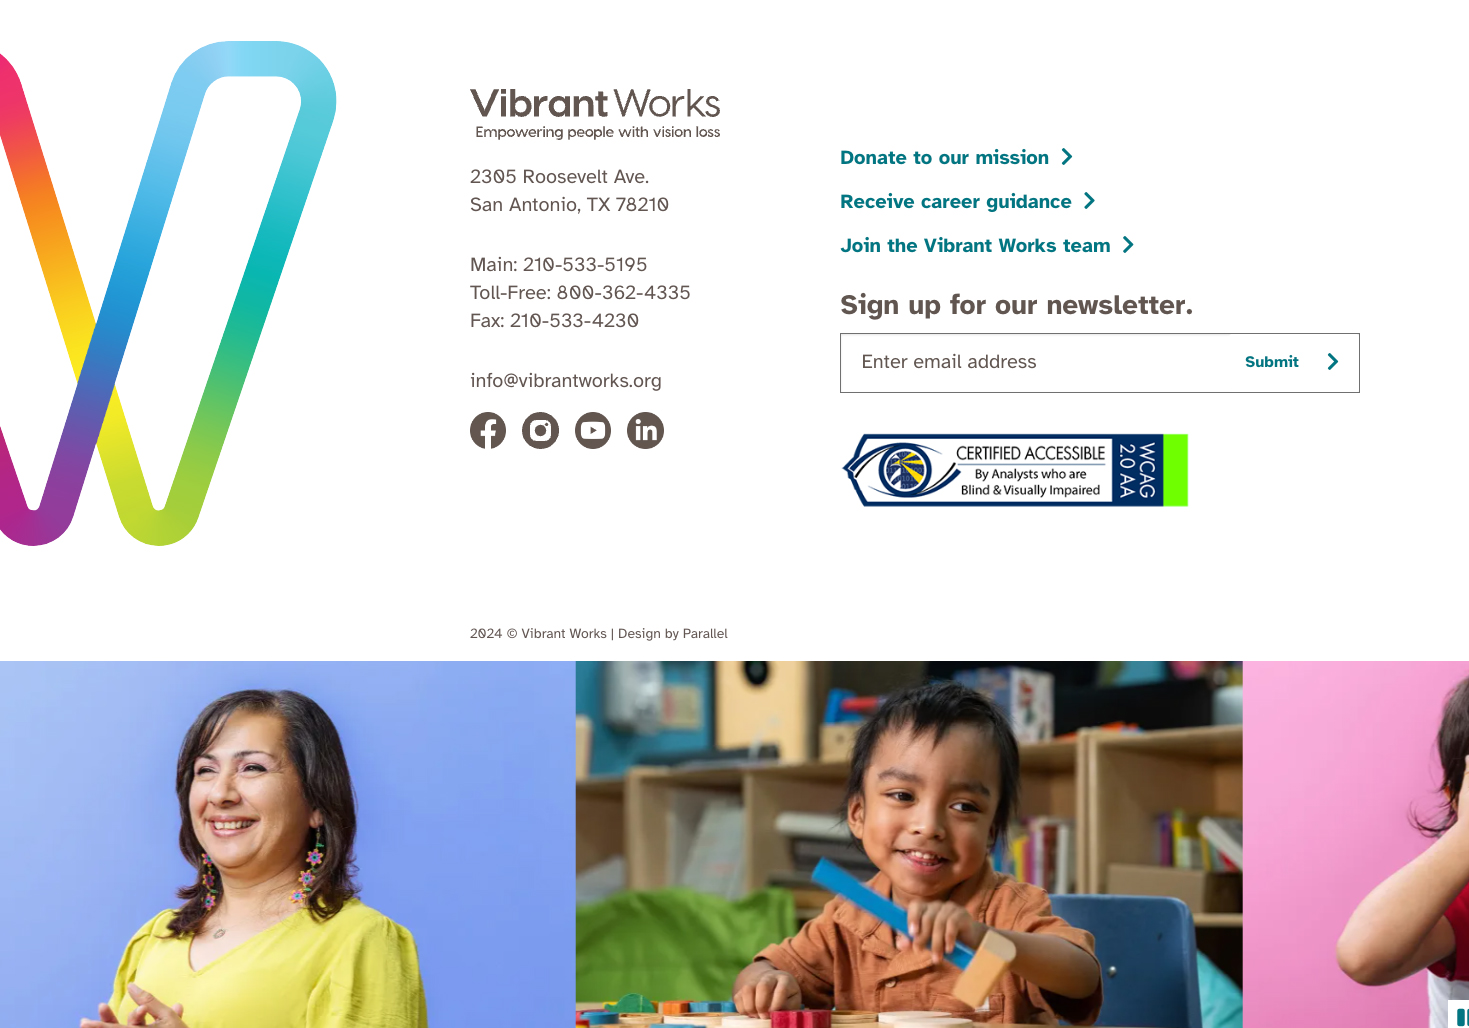 Vibrant Works
Empowering people with vision loss
2305 Roosevelt Ave.
San Antonio, TX 78210
Main: 210-533-5195
Toll-Free: 800-362-4335
Fax: 210-533-4230
info@vibrantworks.org
Donate to our mission
Receive career guidance
Join the Vibrant Works team
Sign up for our newsletter.
Enter email address Submit
CERTIFIED ACCESSIBLE
By Analysts who are
Blind & Visually Impaired
WCAG
2.0 AA
2024 © Vibrant Works | Design by Parallel